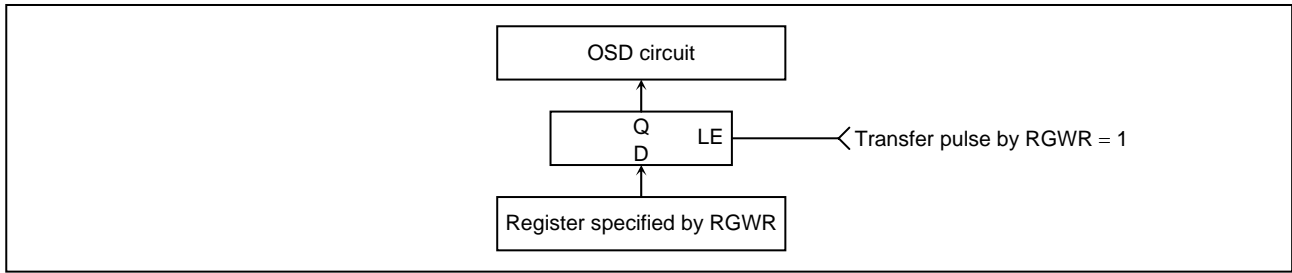 OSD circuit
Q
LE
D
Transfer pulse by RGWR = 1
Register specified by RGWR